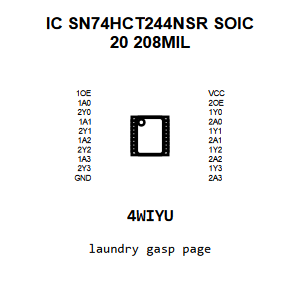 IC SN74HCT244NSR SOIC
20 208MIL
1OE VCC
1A0 2OE
2Y0 1Y0
1A1 2A0
2Y1 1Y1
1A2 2A1
2Y2 1Y2
1A3 2A2
2Y3 1Y3
GND 2A3
4WIYU
laundry gasp page